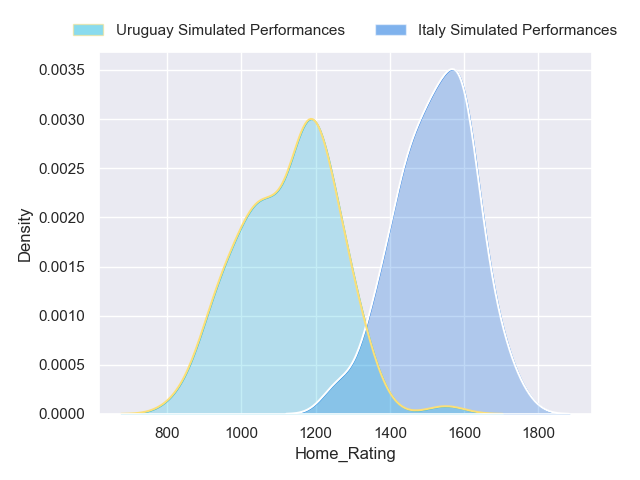 Uruguay Simulated Performances Italy Simulated Performances
0.0035
0.0030
0.0025
0.0020
0.0015
0.0010
0.0005
0.0000
Density
800 1000 1200 1400 1600 1800
Home_Rating